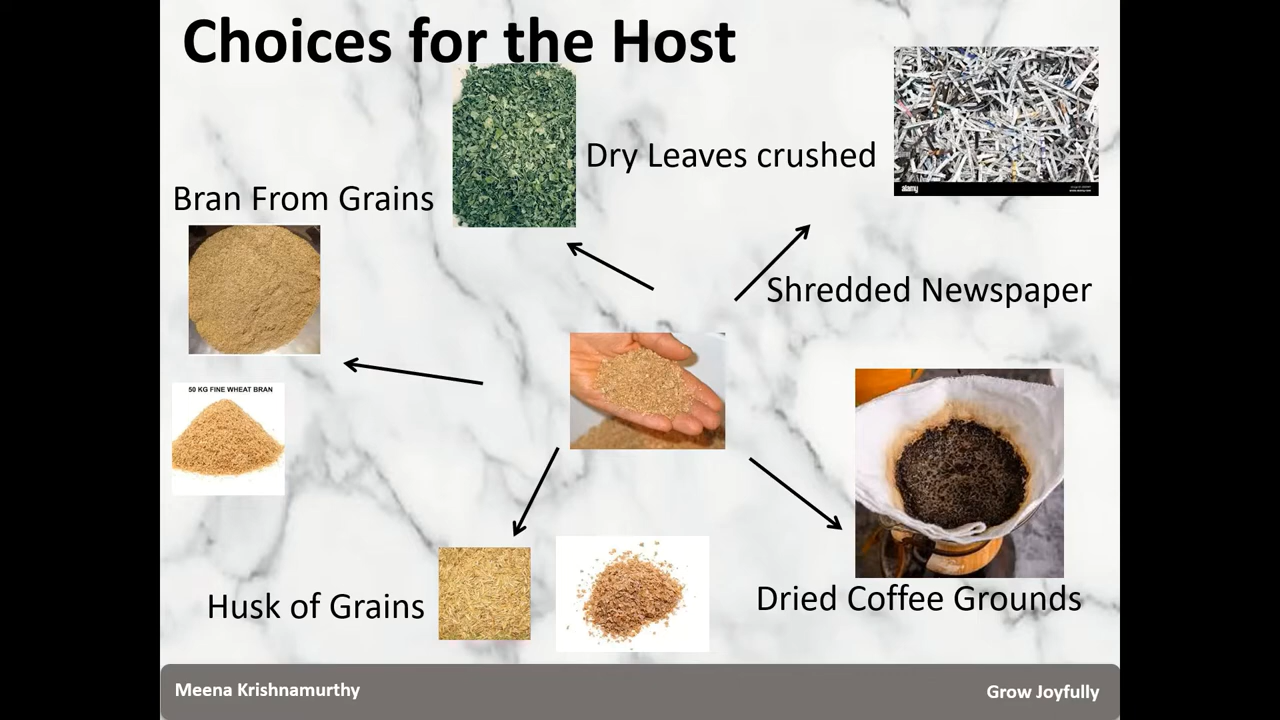 Choices for the Host
Dry Leaves crushed
alamy
Bran From Grains
Shredded Newspaper
50 KG FINE WHEAT BRAN
Husk of Grains
Dried Coffee Grounds
Meena Krishnamurthy
Grow Joyfully